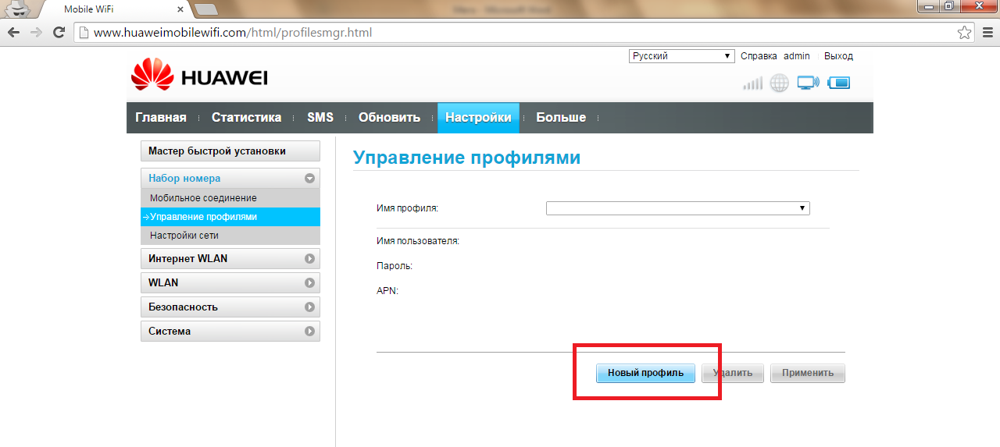 Mobile WiFi
www.huaweimobilewifi.com/html/profilesmgr.html
Русский Справка admin Выход
HUAWEI
Главная Статистика SMS Обновить Настройки Больше
Мастер быстрой установки
Набор номера
Мобильное соединение
Управление профилями
Настройки сети
Интернет WLAN
WLAN
Безопасность
Система
Управление профилями
Имя профиля:
Имя пользователя:
Пароль:
APN:
Новый профиль Удалить Применить